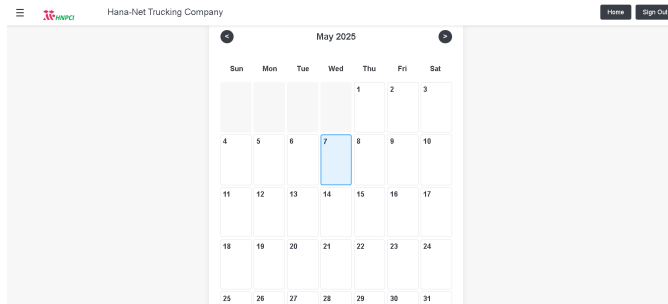 ☰ HNPCI Hana-Net Trucking Company Home Sign Out
< May 2025 >
Sun Mon Tue Wed Thu Fri Sat
1 2 3
4 5 6 7 8 9 10
11 12 13 14 15 16 17
18 19 20 21 22 23 24
25 26 27 28 29 30 31